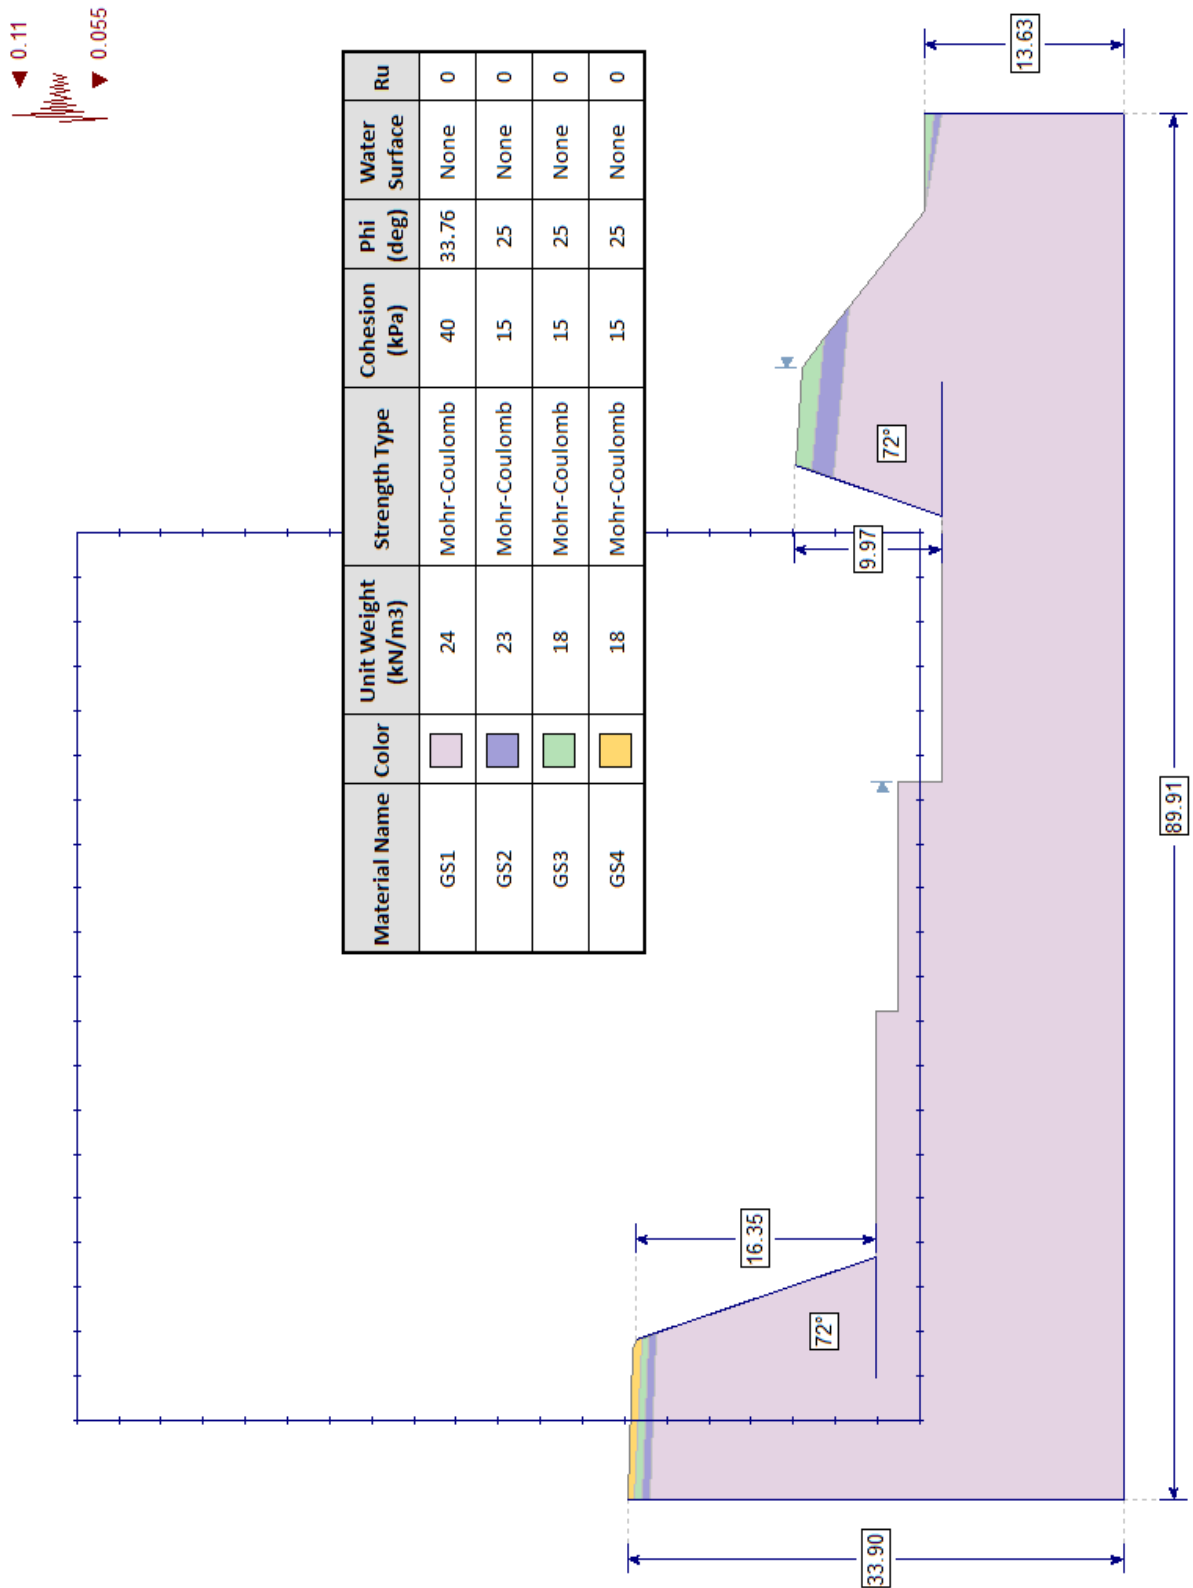 ◄ 0.11
▼ 0.055
Material Name Color Unit Weight (kN/m3) Strength Type Cohesion (kPa) Phi (deg) Water Surface Ru
GS1 24 Mohr-Coulomb 40 33.76 None 0
GS2 23 Mohr-Coulomb 15 25 None 0
GS3 18 Mohr-Coulomb 15 25 None 0
GS4 18 Mohr-Coulomb 15 25 None 0
33.90
16.35
72°
9.97
72°
13.63
89.91